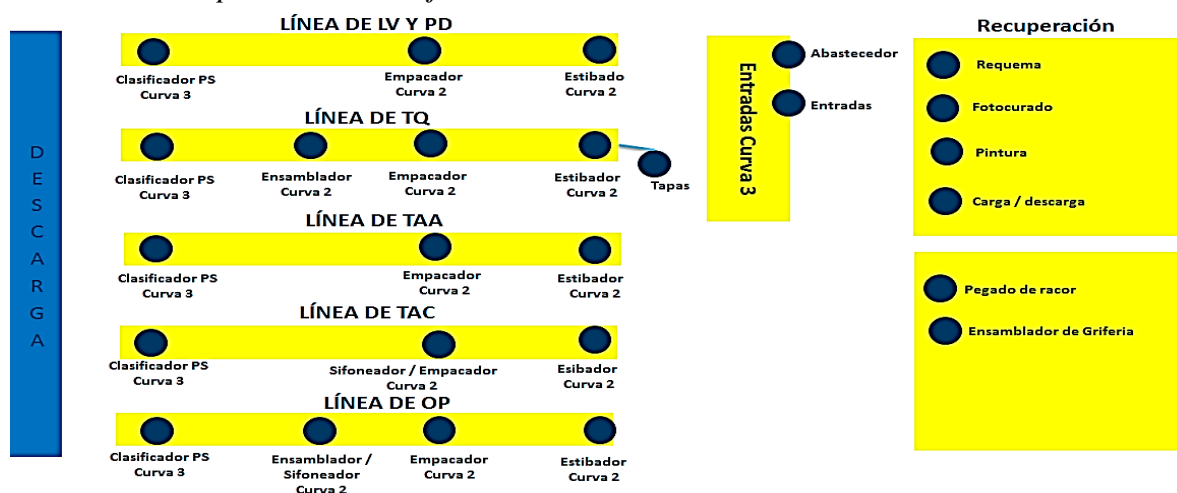 LÍNEA DE LV Y PD
Clasificador PS
Curva 3
Empacador
Curva 2
Estibado
Curva 2
LÍNEA DE TQ
Clasificador PS
Curva 3
Ensamblador
Curva 2
Empacador
Curva 2
Estibador
Curva 2
Tapas
LÍNEA DE TAA
Clasificador PS
Curva 3
Empacador
Curva 2
Estibador
Curva 2
LÍNEA DE TAC
Clasificador PS
Curva 3
Sifoneador / Empacador
Curva 2
Esibador
Curva 2
LÍNEA DE OP
Clasificador PS
Curva 3
Ensamblador /
Sifoneador
Curva 2
Empacador
Curva 2
Estibador
Curva 2
DESCARGA
Entradas Curva 3
Abastecedor
Entradas
Recuperación
Requema
Fotocurado
Pintura
Carga / descarga
Pegado de racor
Ensamblador de Griferia